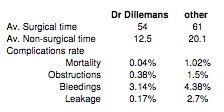 Dr Dillemans other
Av. Surgical time 54 61
Av. Non-surgical time 12.5 20.1
Complications rate
Mortality 0.04% 1.02%
Obstructions 0.38% 1.5%
Bleedings 3.14% 4.38%
Leakage 0.17% 2.7%